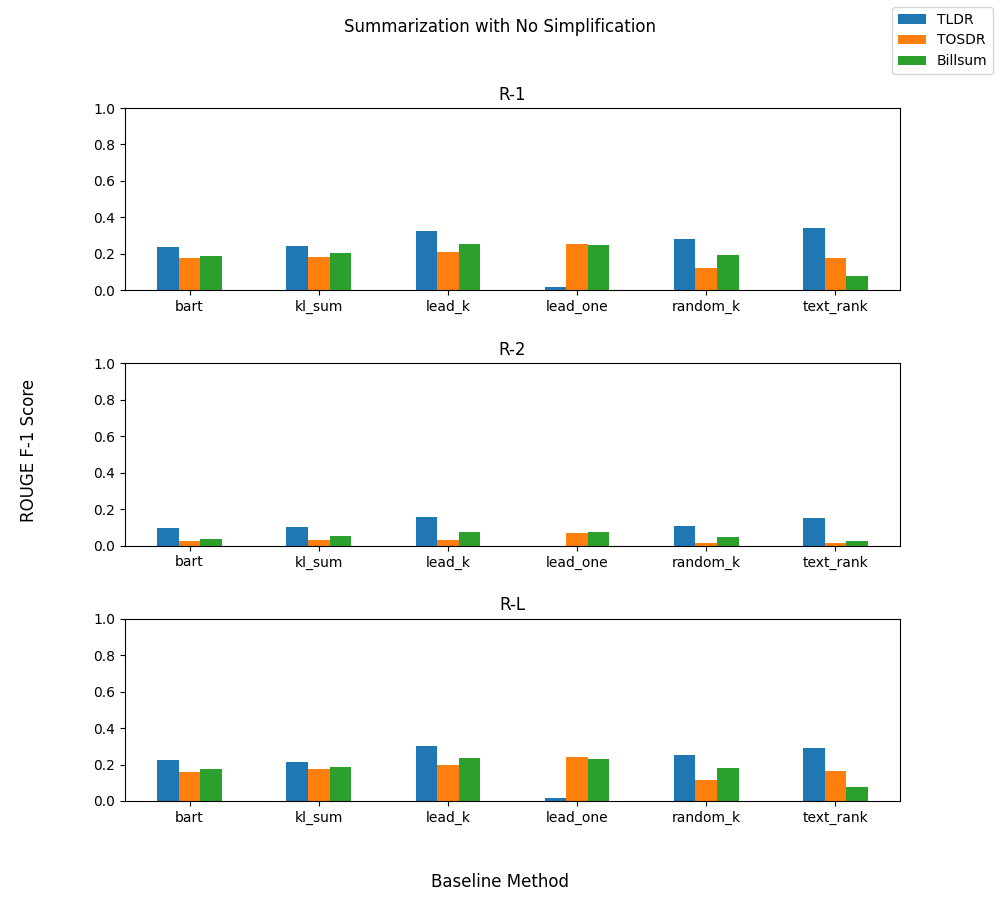 Summarization with No Simplification
TLDR
TOSDR
Billsum
R-1
1.0
0.8
0.6
0.4
0.2
0.0
bart kl_sum lead_k lead_one random_k text_rank
R-2
1.0
0.8
0.6
0.4
0.2
0.0
bart kl_sum lead_k lead_one random_k text_rank
ROUGE F-1 Score
R-L
1.0
0.8
0.6
0.4
0.2
0.0
bart kl_sum lead_k lead_one random_k text_rank
Baseline Method